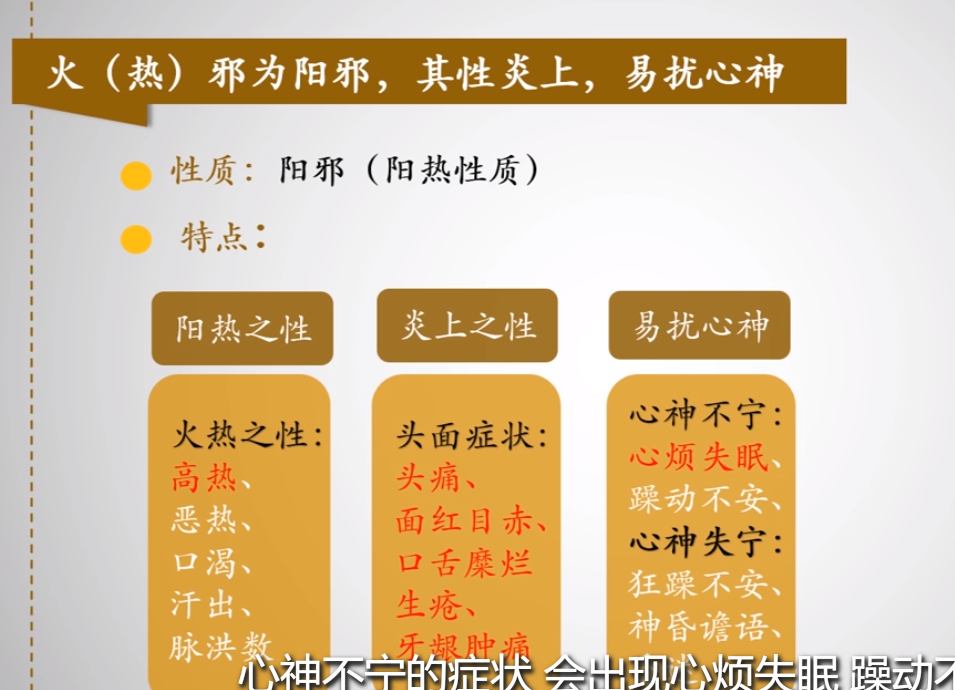 火（热）邪为阳邪，其性炎上，易扰心神
性质：阳邪（阳热性质）
特点：
阳热之性
火热之性：
高热、
恶热、
口渴、
汗出、
脉洪数
炎上之性
头面症状：
头痛、
面红目赤、
口舌糜烂
生疮、
牙龈肿痛
易扰心神
心神不宁：
心烦失眠、
躁动不安、
心神失宁：
狂躁不安、
神昏谵语、
心神不宁的症状 会出现心烦失眠 躁动不